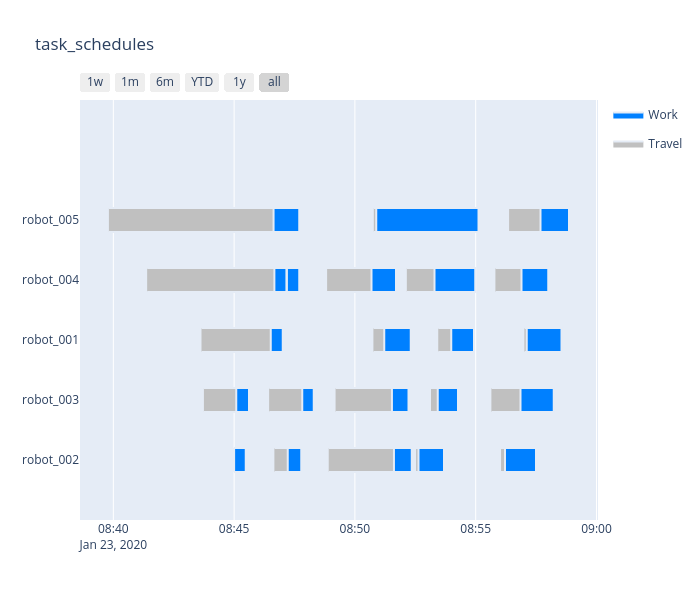 task_schedules
1w 1m 6m YTD 1y all
Work
Travel
robot_005
robot_004
robot_001
robot_003
robot_002
08:40 08:45 08:50 08:55 09:00
Jan 23, 2020